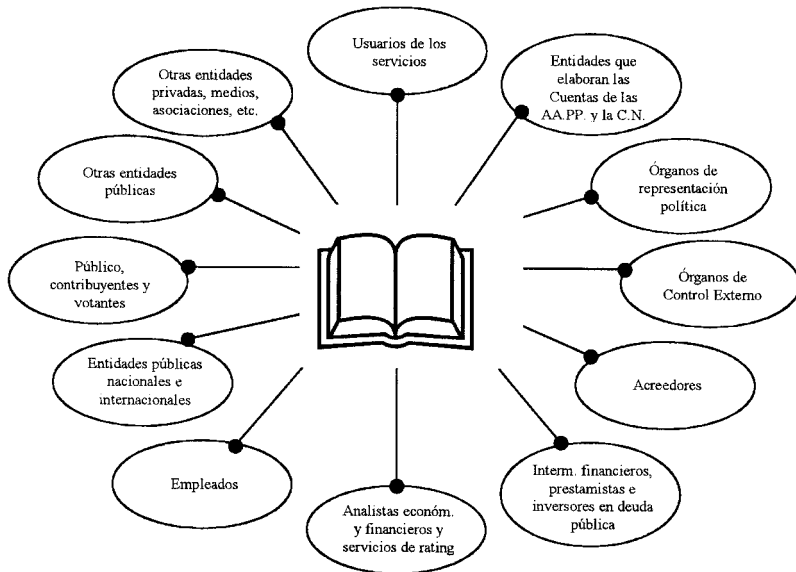 Usuarios de los
servicios
Entidades que
elaboran las
Cuentas de las
AA.PP. y la C.N.
Órganos de
representación
política
Órganos de
Control Externo
Acreedores
Interm. financieros,
prestamistas e
inversores en deuda
pública
Analistas económ.
y financieros y
servicios de rating
Empleados
Entidades públicas
nacionales e
internacionales
Público,
contribuyentes y
votantes
Otras entidades
públicas
Otras entidades
privadas, medios,
asociaciones, etc.